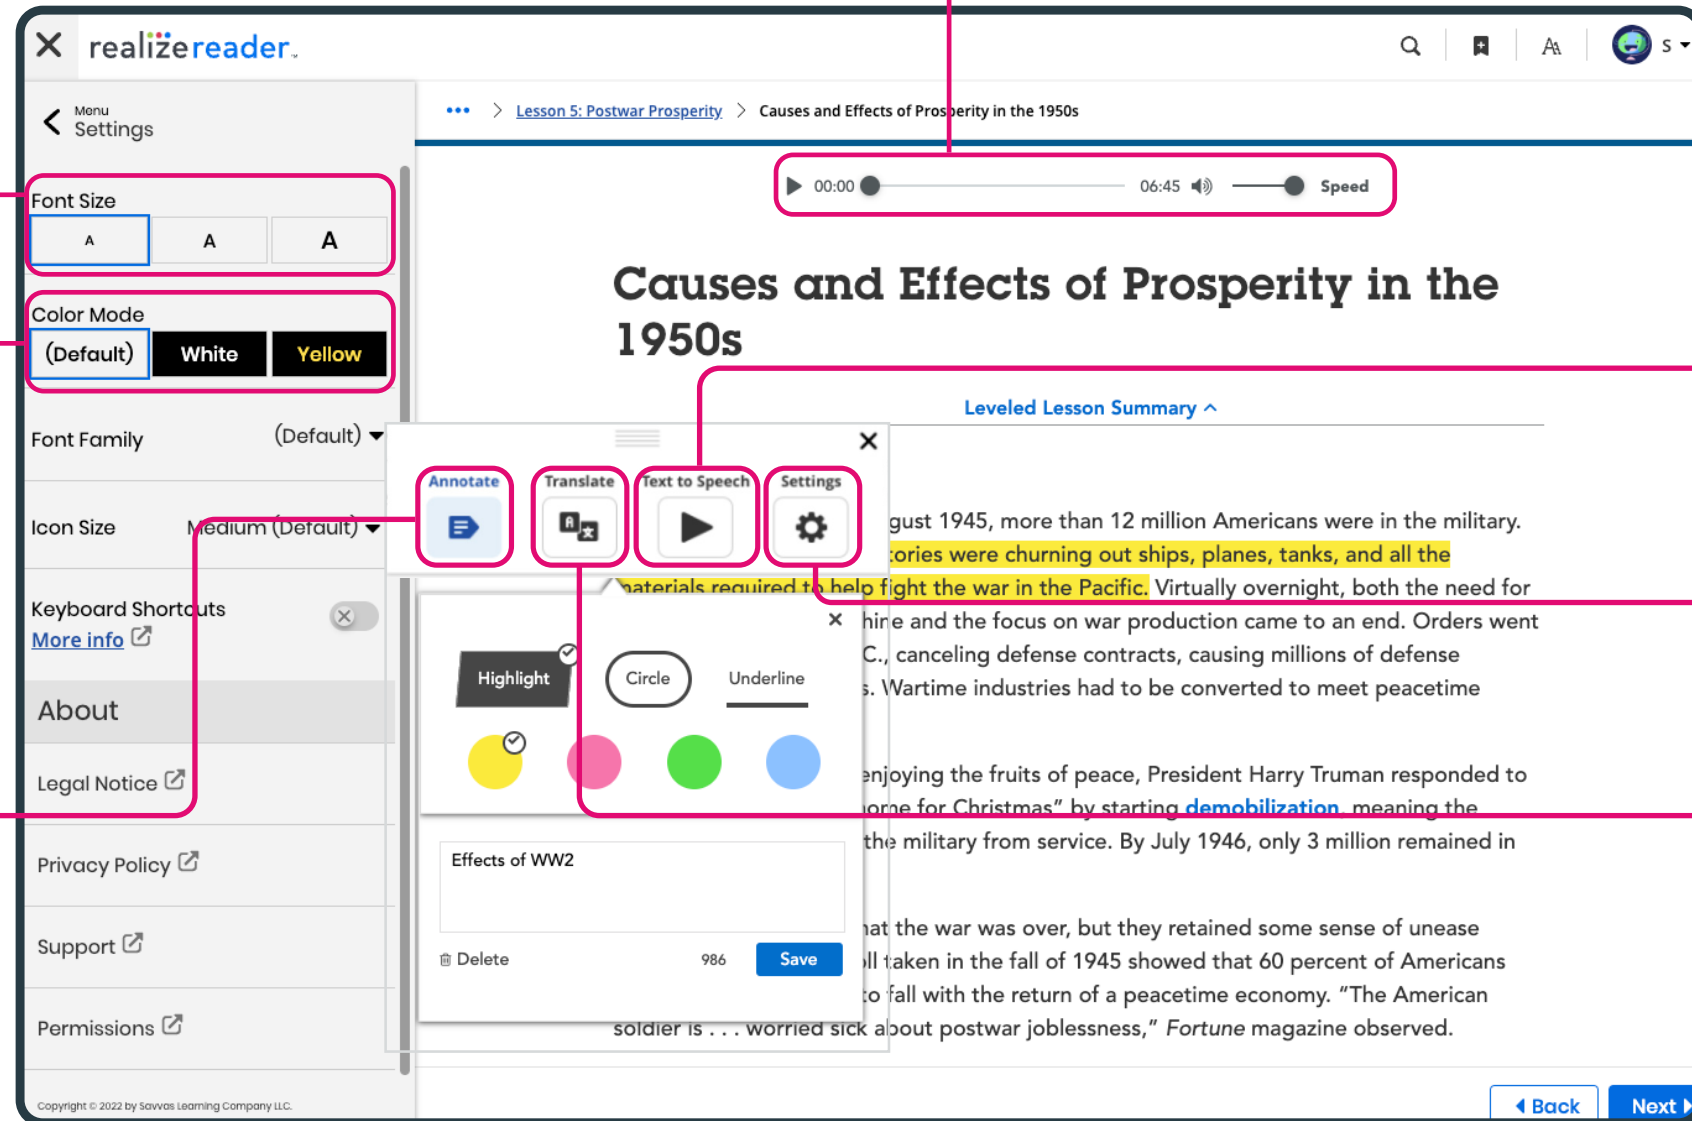 realizereader™
S
Menu
Settings
Font Size
A A A
Color Mode
(Default) White Yellow
Font Family (Default)
Icon Size Medium (Default)
Keyboard Shortcuts
More info
About
Legal Notice
Privacy Policy
Support
Permissions
Copyright © 2022 by Savvas Learning Company LLC.
••• > Lesson 5: Postwar Prosperity > Causes and Effects of Prosperity in the 1950s
00:00 06:45 Speed
Causes and Effects of Prosperity in the
1950s
Leveled Lesson Summary
Annotate Translate Text to Speech Settings
gust 1945, more than 12 million Americans were in the military.
tories were churning out ships, planes, tanks, and all the
materials required to help fight the war in the Pacific. Virtually overnight, both the need for
hine and the focus on war production came to an end. Orders went
C., canceling defense contracts, causing millions of defense
s. Wartime industries had to be converted to meet peacetime
enjoying the fruits of peace, President Harry Truman responded to
home for Christmas” by starting demobilization, meaning the
the military from service. By July 1946, only 3 million remained in
hat the war was over, but they retained some sense of unease
ll taken in the fall of 1945 showed that 60 percent of Americans
to fall with the return of a peacetime economy. “The American
soldier is . . . worried sick about postwar joblessness,” Fortune magazine observed.
Highlight Circle Underline
Effects of WW2
Delete 986 Save
Back Next